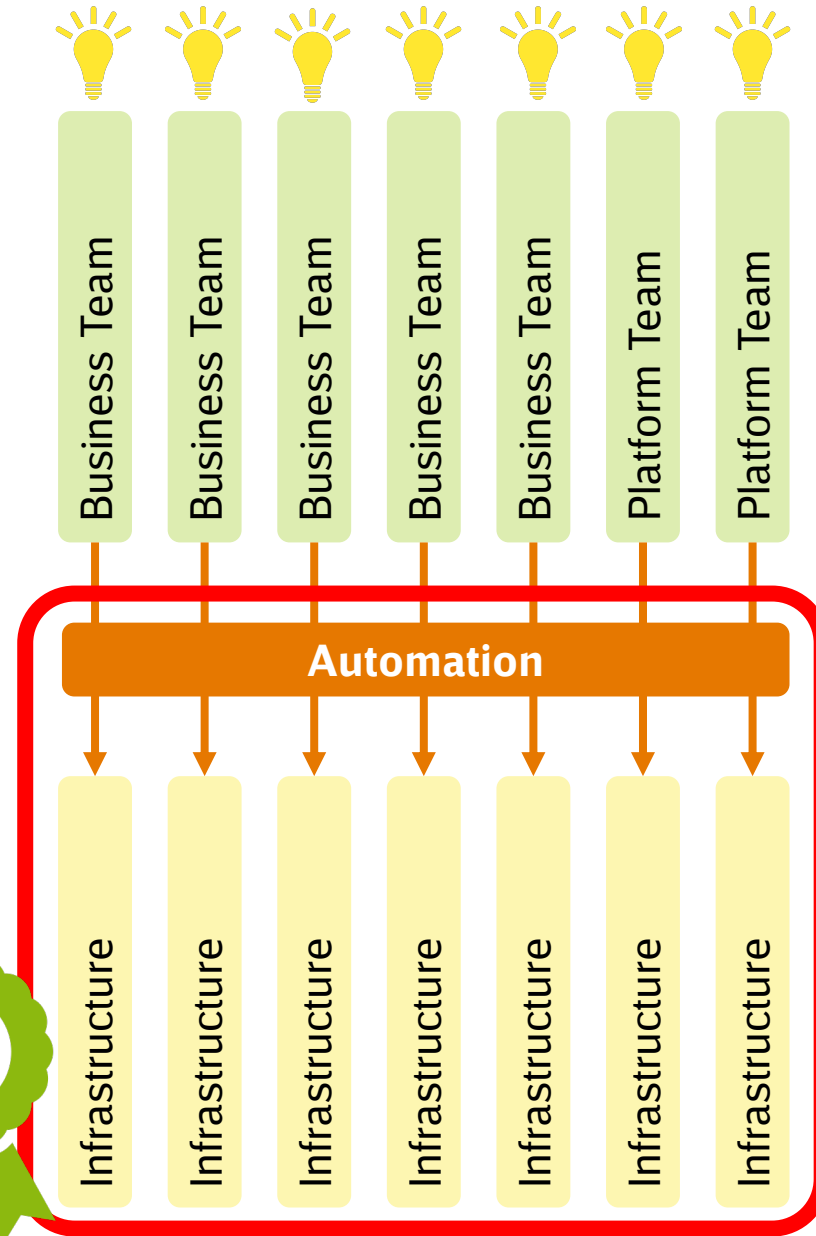 Business Team
Business Team
Business Team
Business Team
Business Team
Platform Team
Platform Team
Automation
Infrastructure
Infrastructure
Infrastructure
Infrastructure
Infrastructure
Infrastructure
Infrastructure